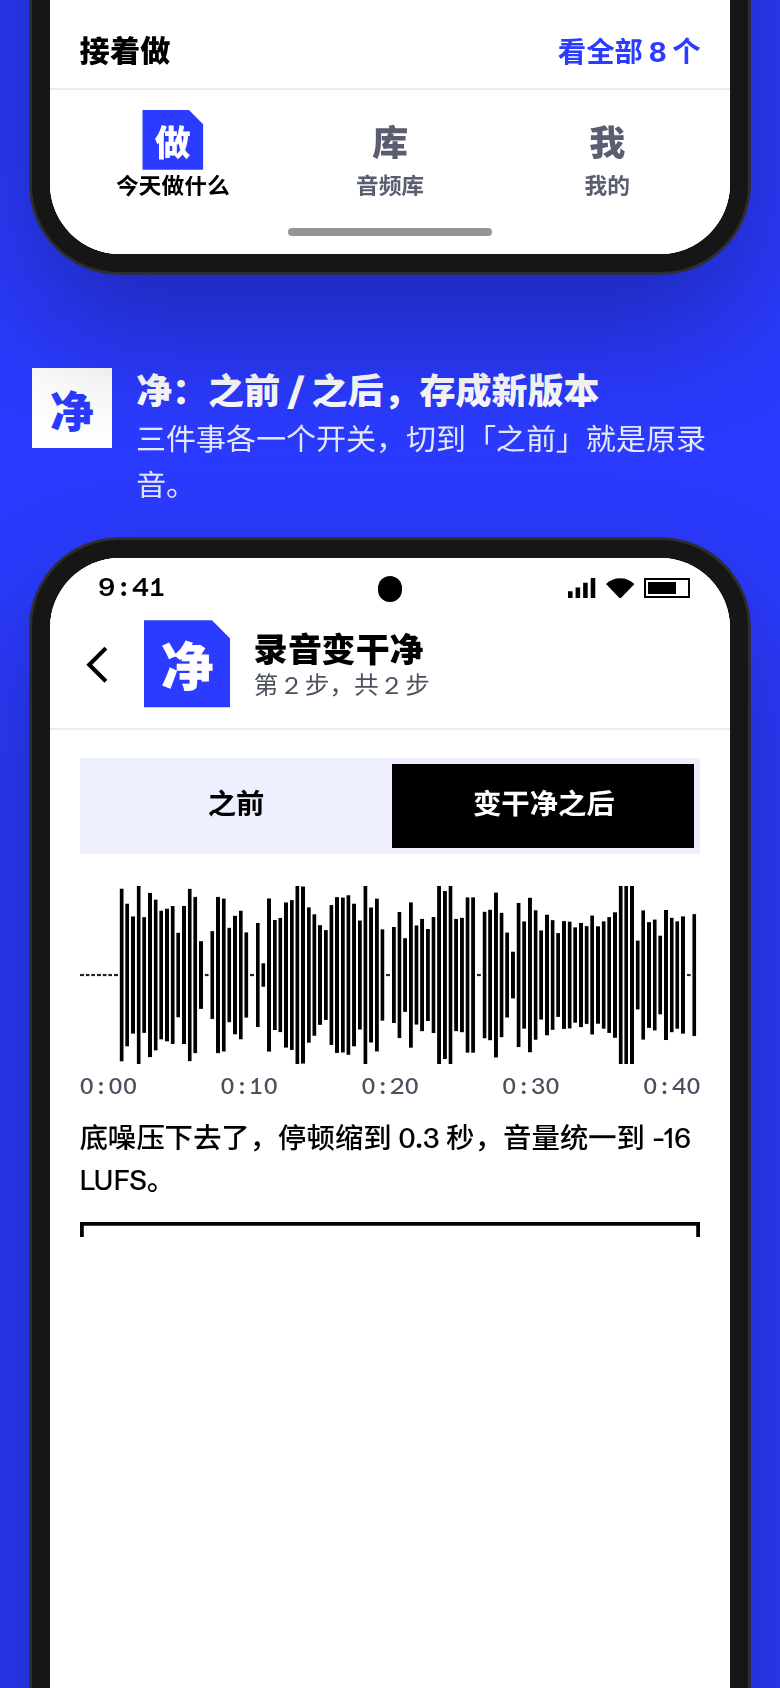 接着做
看全部 8 个
做
库
我
今天做什么
音频库
我的
净
净：之前 / 之后，存成新版本
三件事各一个开关，切到「之前」就是原录
音。
9:41
净
录音变干净
第 2 步，共 2 步
之前
变干净之后
0:00
0:10
0:20
0:30
0:40
底噪压下去了，停顿缩到 0.3 秒，音量统一到 -16
LUFS。